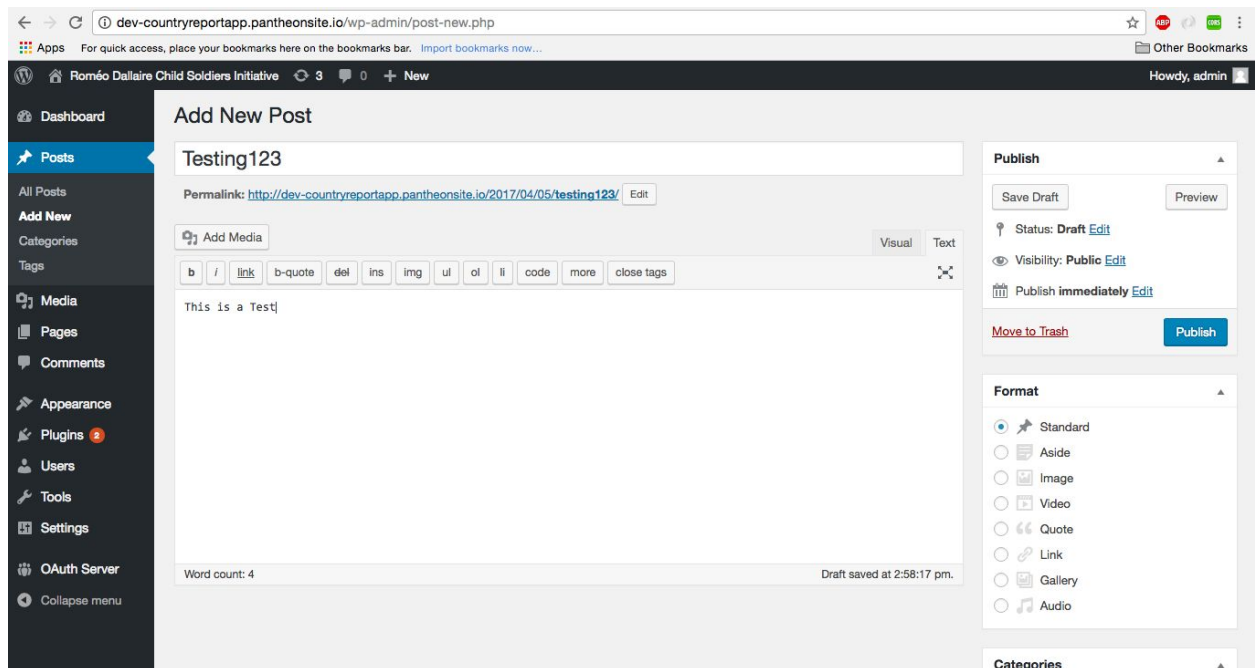 dev-countryreportapp.pantheonsite.io/wp-admin/post-new.php
ABP
CORS
Apps For quick access, place your bookmarks here on the bookmarks bar. Import bookmarks now...
Other Bookmarks
Roméo Dallaire Child Soldiers Initiative 3 0 + New
Howdy, admin
Dashboard
Posts
All Posts
Add New
Categories
Tags
Media
Pages
Comments
Appearance
Plugins 2
Users
Tools
Settings
OAuth Server
Collapse menu
Add New Post
Testing123
Permalink: http://dev-countryreportapp.pantheonsite.io/2017/04/05/testing123/ Edit
Add Media
Visual Text
b i link b-quote del ins img ul ol li code more close tags
This is a Test
Word count: 4
Draft saved at 2:58:17 pm.
Publish
Save Draft Preview
Status: Draft Edit
Visibility: Public Edit
Publish immediately Edit
Move to Trash Publish
Format
Standard
Aside
Image
Video
Quote
Link
Gallery
Audio
Categories